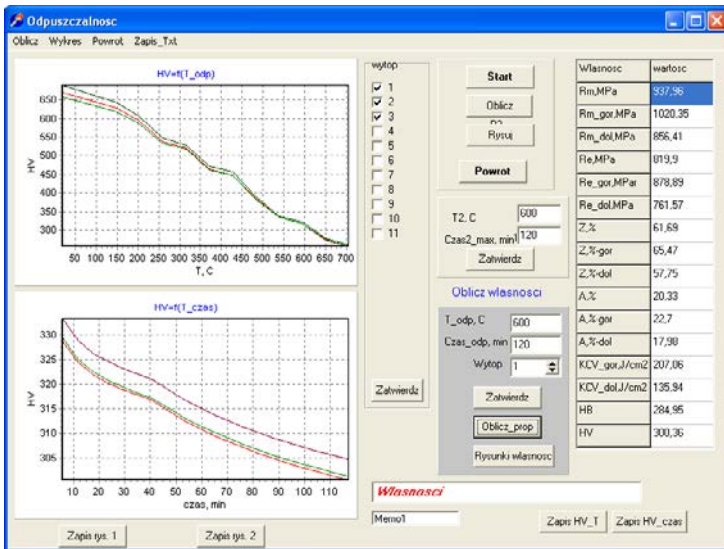 Odpuszczalnosc
Oblicz Wykres Powrot Zapis_Txt
HV=f(T_odp)
HV
650
600
550
500
450
400
350
300
50 100 150 200 250 300 350 400 450 500 550 600 650 700
T, C
HV=f(T_czas)
HV
330
325
320
315
310
305
10 20 30 40 50 60 70 80 90 100 110
czas, min
Zapis rys. 1
Zapis rys. 2
wytop
1
2
3
4
5
6
7
8
9
10
11
Zatwierdz
Start
Oblicz
Rysuj
Powrot
T2, C 600
Czas2_max, min 120
Zatwierdz
Oblicz wlasnosci
T_odp, C 600
Czas_odp, min 120
Wytop 1
Zatwierdz
Oblicz_prop
Rysunki wlasnosc
Wlasnosc wartosc
Rm,MPa 937,96
Rm_gor,MPa 1020,35
Rm_dol,MPa 856,41
Re,MPa 819,9
Re_gor,MPar 878,89
Re_dol,MPa 761,57
Z,% 61,69
Z,%-gor 65,47
Z,%-dol 57,75
A,% 20,33
A,%-gor 22,7
A,%-dol 17,98
KCV_gor,J/cm2 207,06
KCV_dol,J/cm2 135,94
HB 284,95
HV 300,36
Wlasnosci
Memo1
Zapis HV_T
Zapis HV_czas